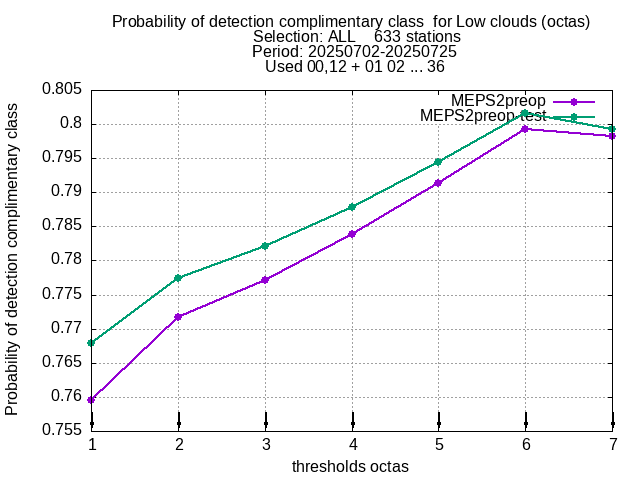 Probability of detection complimentary class  for Low clouds (octas)
Selection: ALL    633 stations
Period: 20250702-20250725
Used 00,12 + 01 02 ... 36
MEPS2preop
MEPS2preop test
Probability of detection complimentary class
0.805
0.8
0.795
0.79
0.785
0.78
0.775
0.77
0.765
0.76
0.755
1 2 3 4 5 6 7
thresholds octas